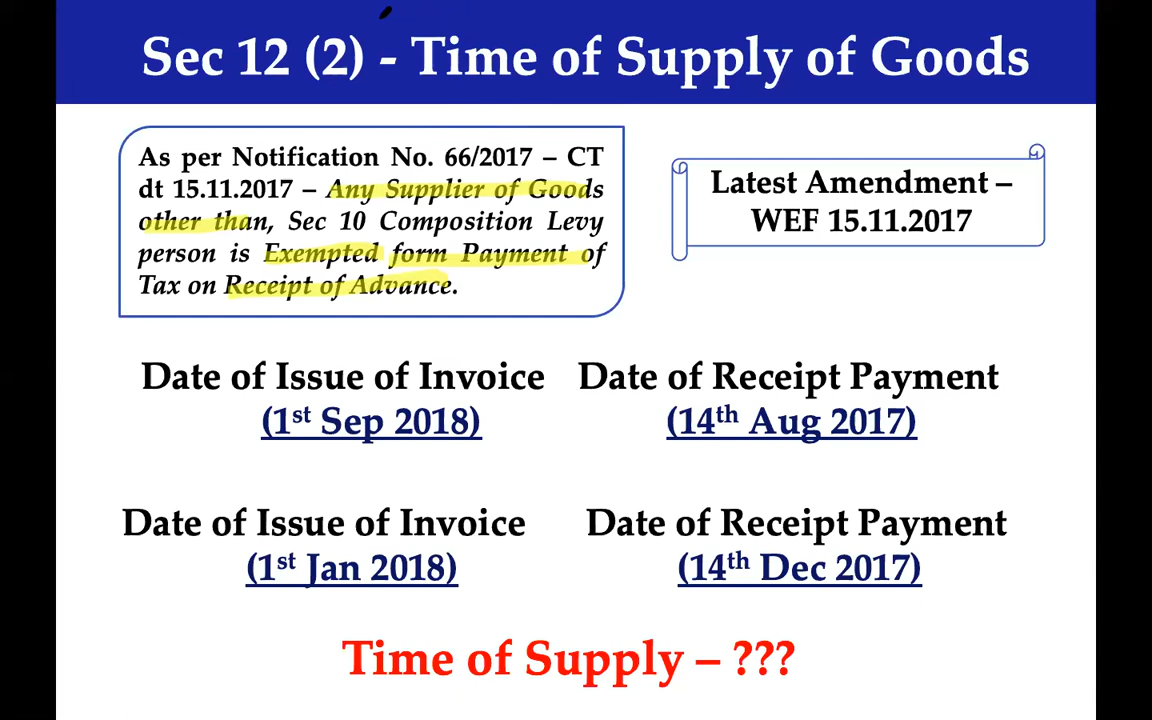 Sec 12 (2) - Time of Supply of Goods
As per Notification No. 66/2017 – CT
dt 15.11.2017 – Any Supplier of Goods
other than, Sec 10 Composition Levy
person is Exempted form Payment of
Tax on Receipt of Advance.
Latest Amendment –
WEF 15.11.2017
Date of Issue of Invoice
(1st Sep 2018)
Date of Receipt Payment
(14th Aug 2017)
Date of Issue of Invoice
(1st Jan 2018)
Date of Receipt Payment
(14th Dec 2017)
Time of Supply – ???